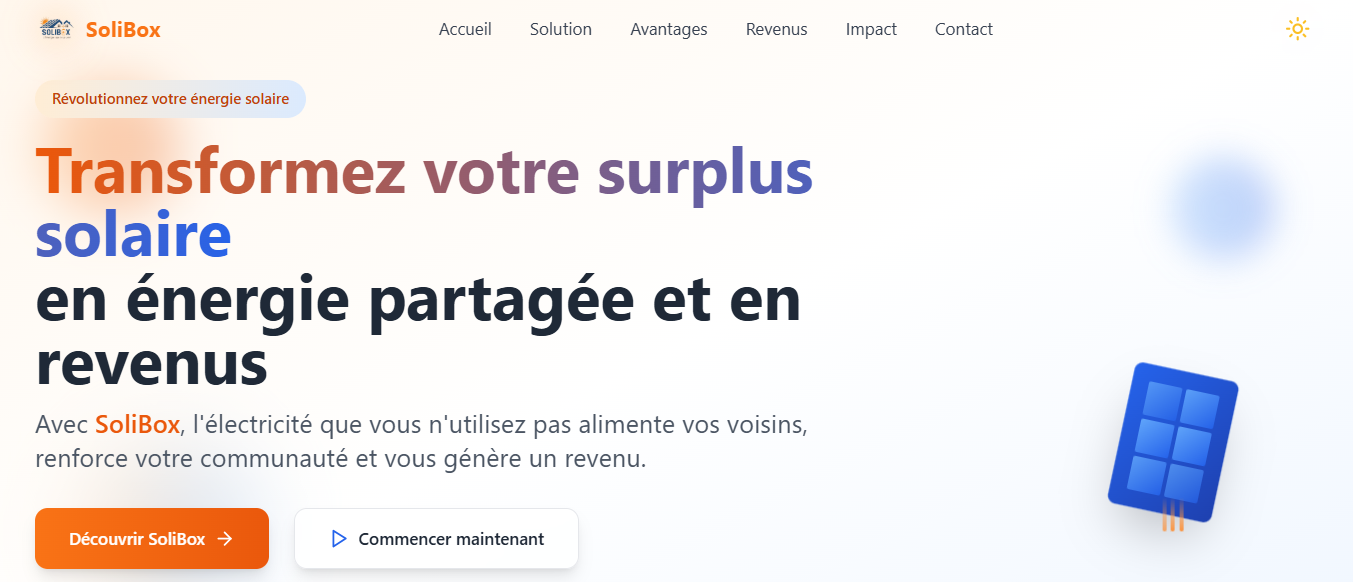 SOLIBOX
SoliBox
Accueil Solution Avantages Revenus Impact Contact
Révolutionnez votre énergie solaire
Transformez votre surplus
solaire
en énergie partagée et en
revenus
Avec SoliBox, l'électricité que vous n'utilisez pas alimente vos voisins,
renforce votre communauté et vous génère un revenu.
Découvrir SoliBox →
Commencer maintenant